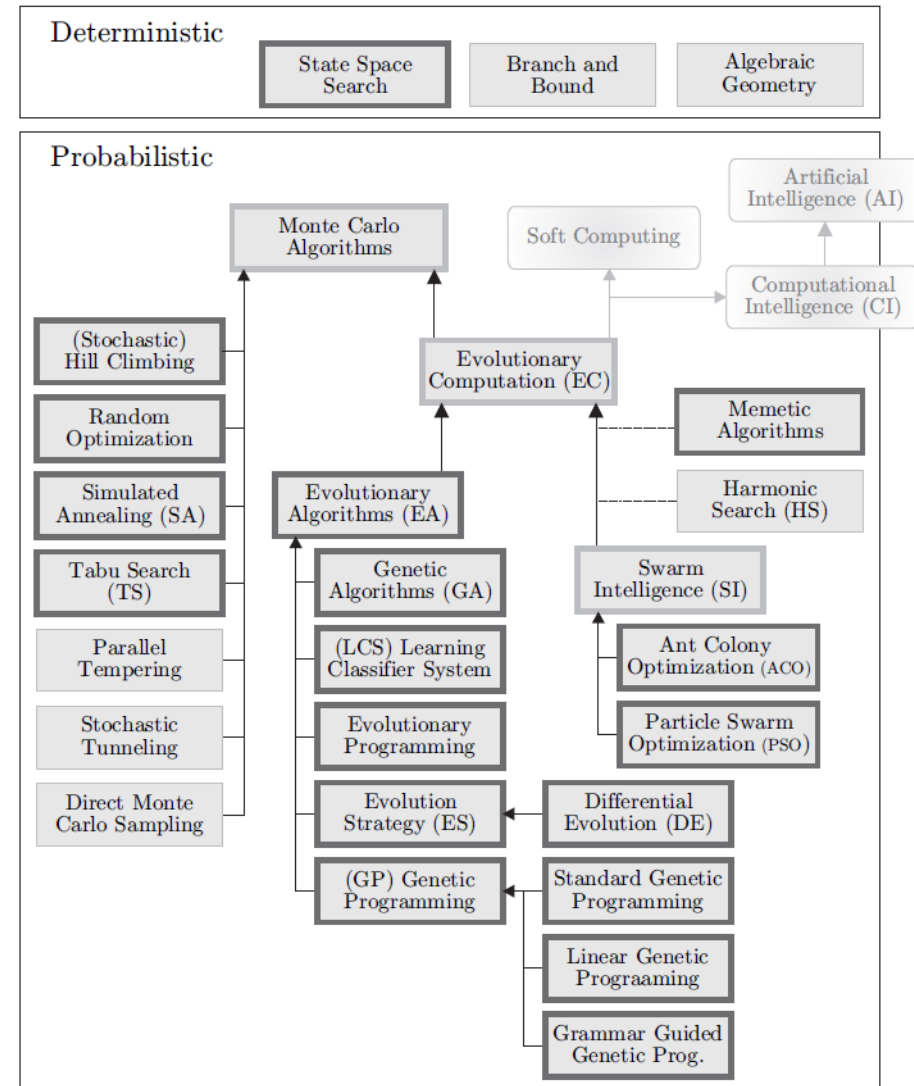 Deterministic
State Space
Search
Branch and
Bound
Algebraic
Geometry
Probabilistic
Artificial
Intelligence (AI)
Monte Carlo
Algorithms
Soft Computing
Computational
Intelligence (CI)
(Stochastic)
Hill Climbing
Evolutionary
Computation (EC)
Random
Optimization
Memetic
Algorithms
Simulated
Annealing (SA)
Evolutionary
Algorithms (EA)
Harmonic
Search (HS)
Tabu Search
(TS)
Genetic
Algorithms (GA)
Swarm
Intelligence (SI)
Parallel
Tempering
(LCS) Learning
Classifier System
Ant Colony
Optimization (ACO)
Stochastic
Tunneling
Evolutionary
Programming
Particle Swarm
Optimization (PSO)
Direct Monte
Carlo Sampling
Evolution
Strategy (ES)
Differential
Evolution (DE)
(GP) Genetic
Programming
Standard Genetic
Programming
Linear Genetic
Prograaming
Grammar Guided
Genetic Prog.